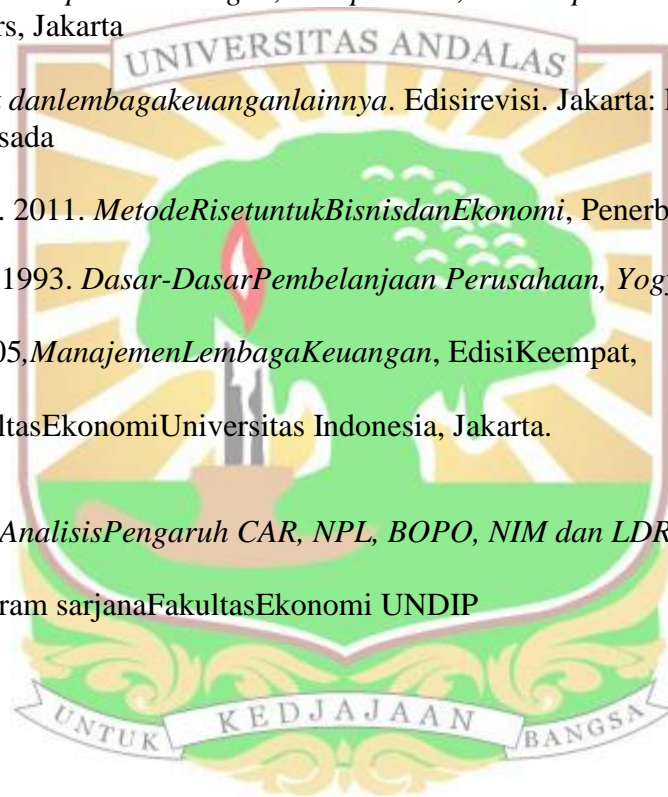 rs, Jakarta
UNIVERSITAS ANDALAS
danlembagakeuanganlainnya. Edisirevisi. Jakarta:
sada
. 2011. MetodeRisetuntukBisnisdanEkonomi, Penerb
1993. Dasar-DasarPembelanjaan Perusahaan, Yogy
05,ManajemenLembagaKeuangan, EdisiKeempat,
ltasEkonomiUniversitas Indonesia, Jakarta.
AnalisisPengaruh CAR, NPL, BOPO, NIM dan LDR
ram sarjanaFakultasEkonomi UNDIP
UNTUK KEDJAJAAN BANGSA